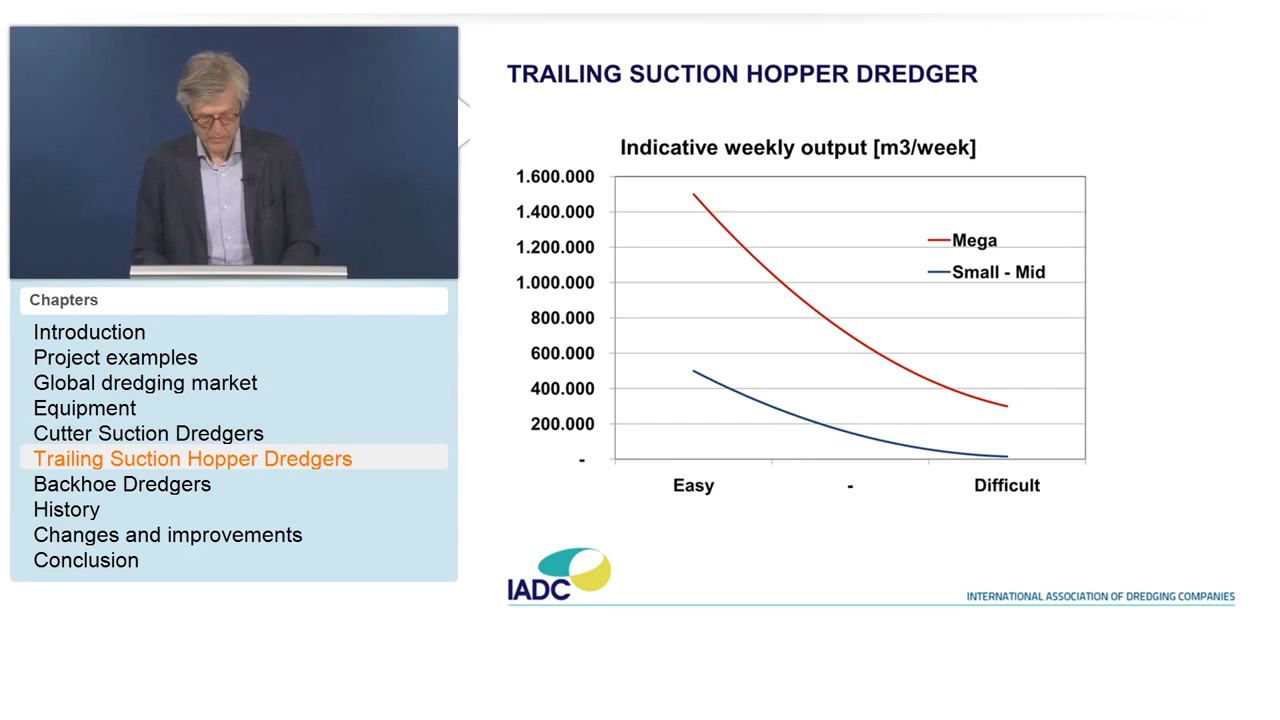 TRAILING SUCTION HOPPER DREDGER
Indicative weekly output [m3/week]
1.600.000
1.400.000
1.200.000
1.000.000
800.000
600.000
400.000
200.000
-
Mega
Small - Mid
Easy - Difficult
Chapters
Introduction
Project examples
Global dredging market
Equipment
Cutter Suction Dredgers
Trailing Suction Hopper Dredgers
Backhoe Dredgers
History
Changes and improvements
Conclusion
IADC
INTERNATIONAL ASSOCIATION OF DREDGING COMPANIES